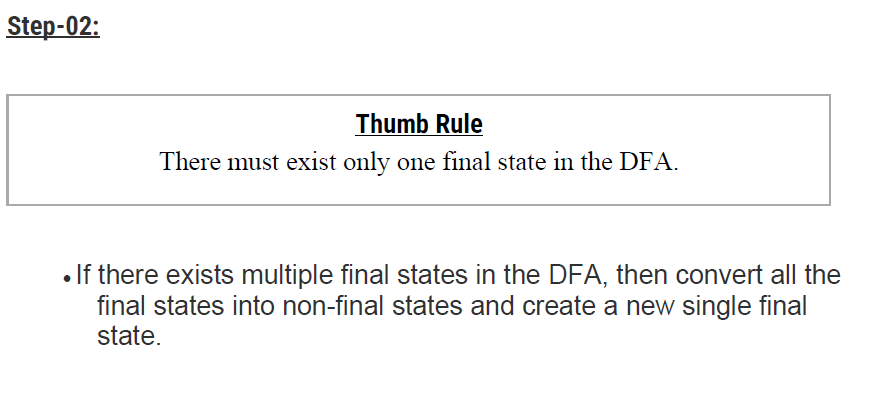 Step-02:
Thumb Rule
There must exist only one final state in the DFA.
• If there exists multiple final states in the DFA, then convert all the
final states into non-final states and create a new single final
state.